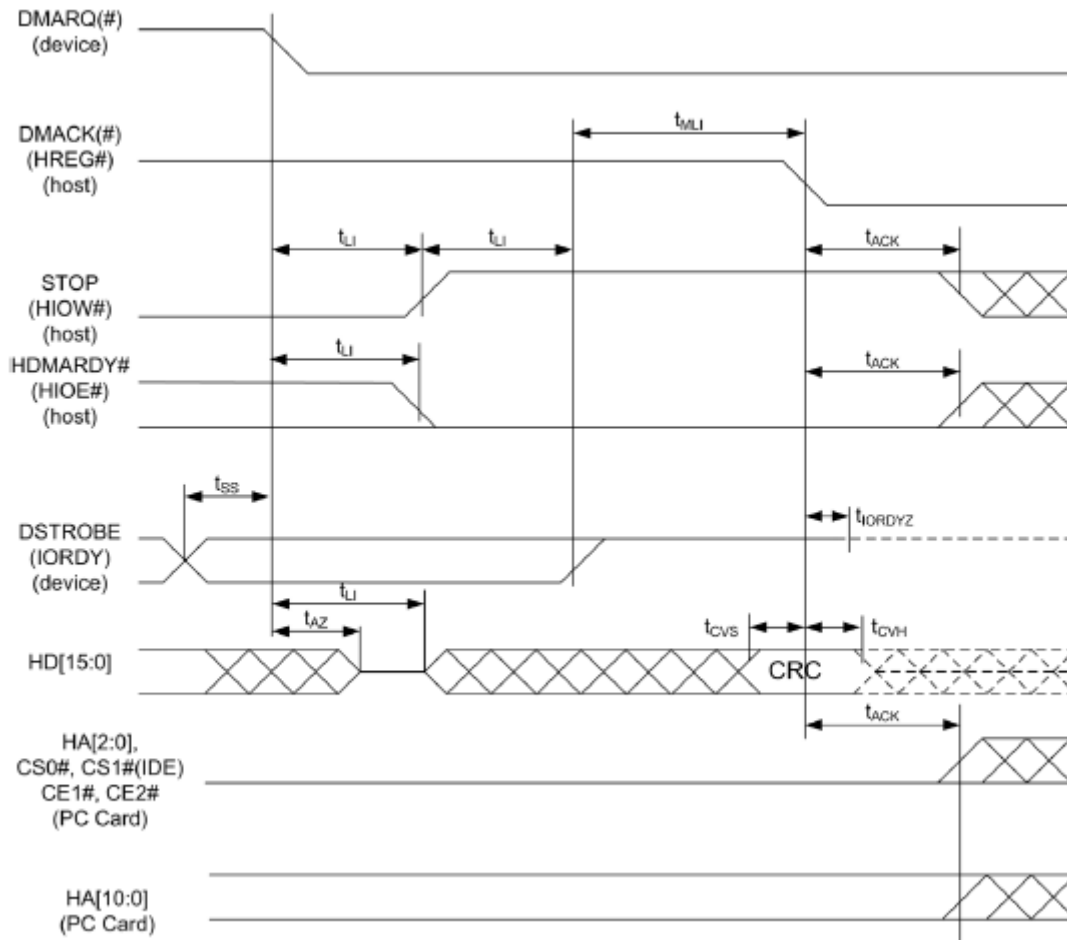 DMARQ(#)
(device)
DMACK(#)
(HREG#)
(host)
tMLI
tLI
tLI
tACK
STOP
(HIOW#)
(host)
tLI
tACK
HDMARDY#
(HIOE#)
(host)
tSS
tIORDYZ
DSTROBE
(IORDY)
(device)
tLI
tAZ
tCVS
tCVH
HD[15:0]
CRC
tACK
HA[2:0],
CS0#, CS1#(IDE)
CE1#, CE2#
(PC Card)
HA[10:0]
(PC Card)